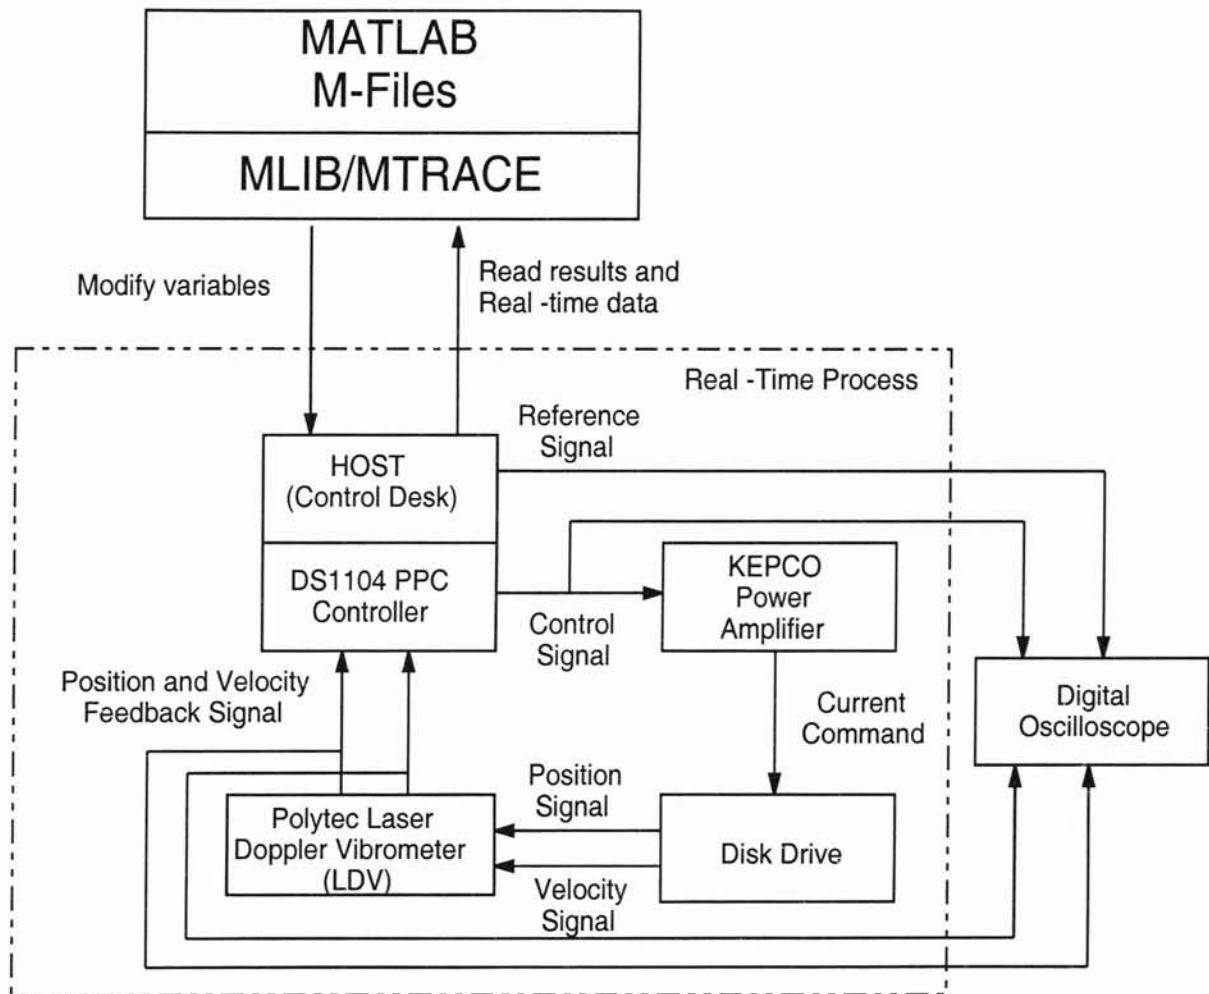 MATLAB
M-Files
MLIB/MTRACE
Modify variables
Read results and
Real -time data
Real -Time Process
Reference
Signal
HOST
(Control Desk)
DS1104 PPC
Controller
Control
Signal
KEPCO
Power
Amplifier
Position and Velocity
Feedback Signal
Current
Command
Digital
Oscilloscope
Position
Signal
Polytec Laser
Doppler Vibrometer
(LDV)
Disk Drive
Velocity
Signal